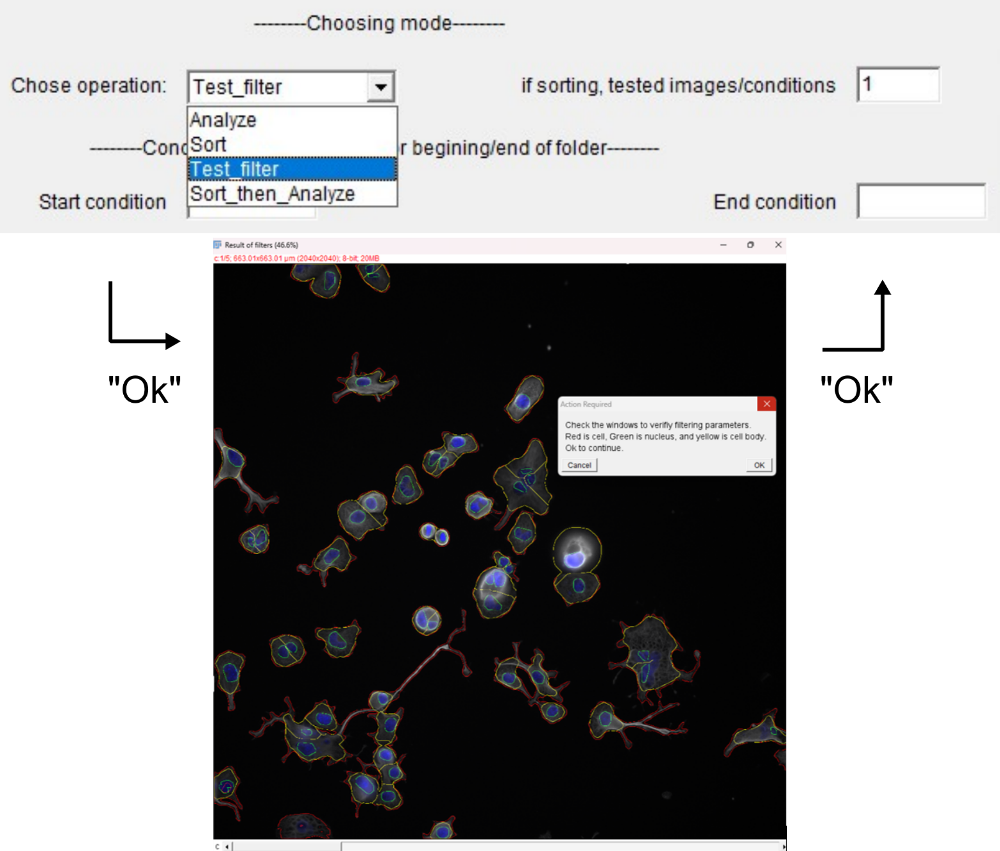 --------Choosing mode--------
Chose operation:
Test_filter
if sorting, tested images/conditions
1
Analyze
Sort
Test_filter
Sort_then_Analyze
--------Conc
r begining/end of folder--------
Start condition
End condition
Result of filters (46.6%)
c:1/5; 663.01x663.01 µm (2040x2040); 8-bit; 20MB
"Ok"
"Ok"
Action Required
Check the windows to verifiy filtering parameters.
Red is cell, Green is nucleus, and yellow is cell body.
Ok to continue.
Cancel
OK
c